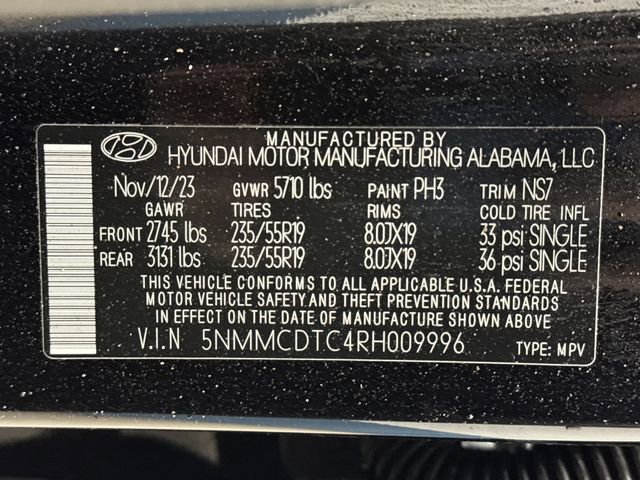 MANUFACTURED BY
HYUNDAI MOTOR MANUFACTURING ALABAMA, LLC
Nov/12/23 GVWR 5710 lbs PAINT PH3 TRIM NS7
GAWR TIRES RIMS COLD TIRE INFL
FRONT 2745 lbs 235/55R19 8.0JX19 33 psi SINGLE
REAR 3131 lbs 235/55R19 8.0JX19 36 psi SINGLE
THIS VEHICLE CONFORMS TO ALL APPLICABLE U.S.A. FEDERAL
MOTOR VEHICLE SAFETY AND THEFT PREVENTION STANDARDS
IN EFFECT ON THE DATE OF MANUFACTURE SHOWN ABOVE
V.I.N 5NMMCDTC4RH009996 TYPE: MPV